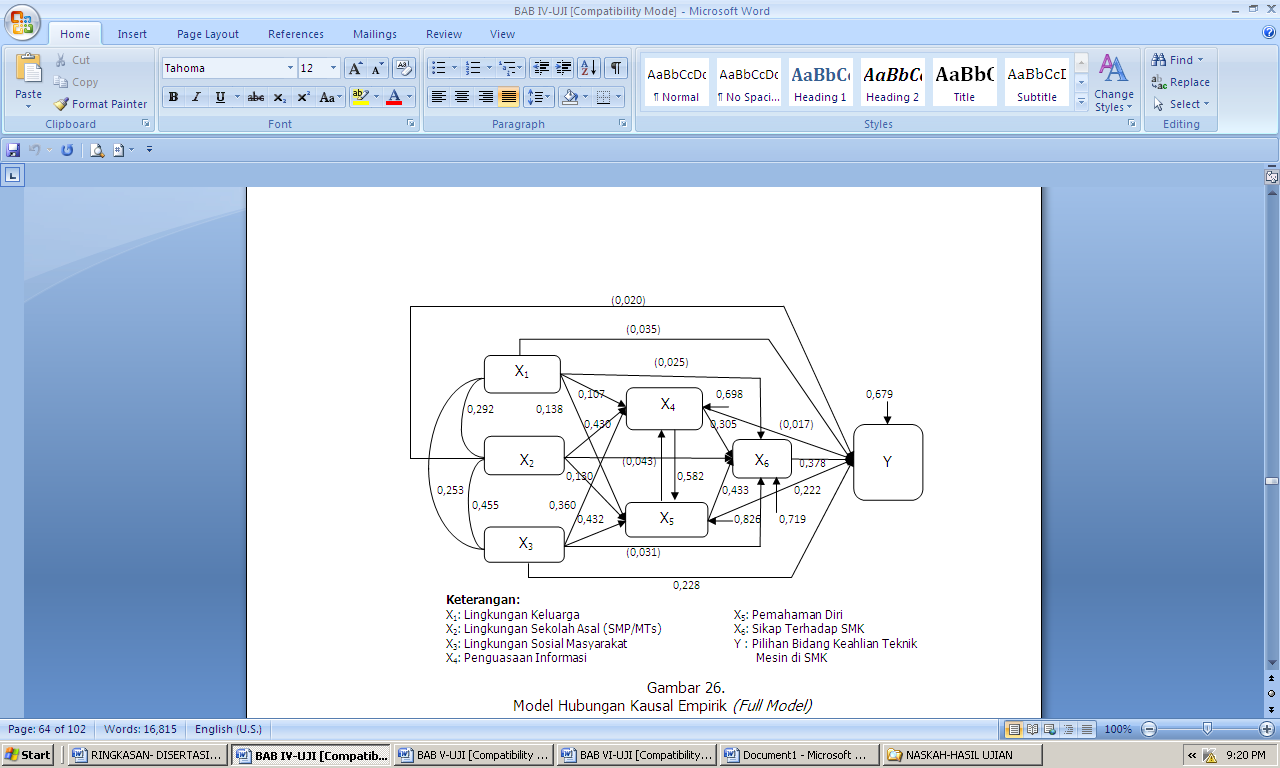 BAB IV-UJI [Compatibility Mode] - Microsoft Word
Home Insert Page Layout References Mailings Review View
Paste
Cut
Copy
Format Painter
Clipboard
Tahoma 12
Font
Paragraph
AaBbCcDc AaBbCcDc AaBbC AaBbC AaBbC AaBbCcI
¶ Normal ¶ No Spaci... Heading 1 Heading 2 Title Subtitle
Change Styles
Styles
Find
Replace
Select
Editing
(0,020)
(0,035)
(0,025)
X1
0,107 0,698 0,679
X4
0,292 0,138
0,430 0,305 (0,017)
X2 (0,043) X6 0,378 Y
0,130 0,582
0,253 0,433 0,222
0,455 0,360
0,432 X5 0,826 0,719
X3
(0,031)
0,228
Keterangan:
X1: Lingkungan Keluarga
X2: Lingkungan Sekolah Asal (SMP/MTs)
X3: Lingkungan Sosial Masyarakat
X4: Penguasaan Informasi
X5: Pemahaman Diri
X6: Sikap Terhadap SMK
Y : Pilihan Bidang Keahlian Teknik
Mesin di SMK
Gambar 26.
Model Hubungan Kausal Empirik (Full Model)
Page: 64 of 102 Words: 16,815 English (U.S.) 100%
Start RINGKASAN- DISERTASI... BAB IV-UJI [Compatib... BAB V-UJI [Compatibility ... BAB VI-UJI [Compatibility ... Document1 - Microsoft ... NASKAH-HASIL UJIAN 9:20 PM